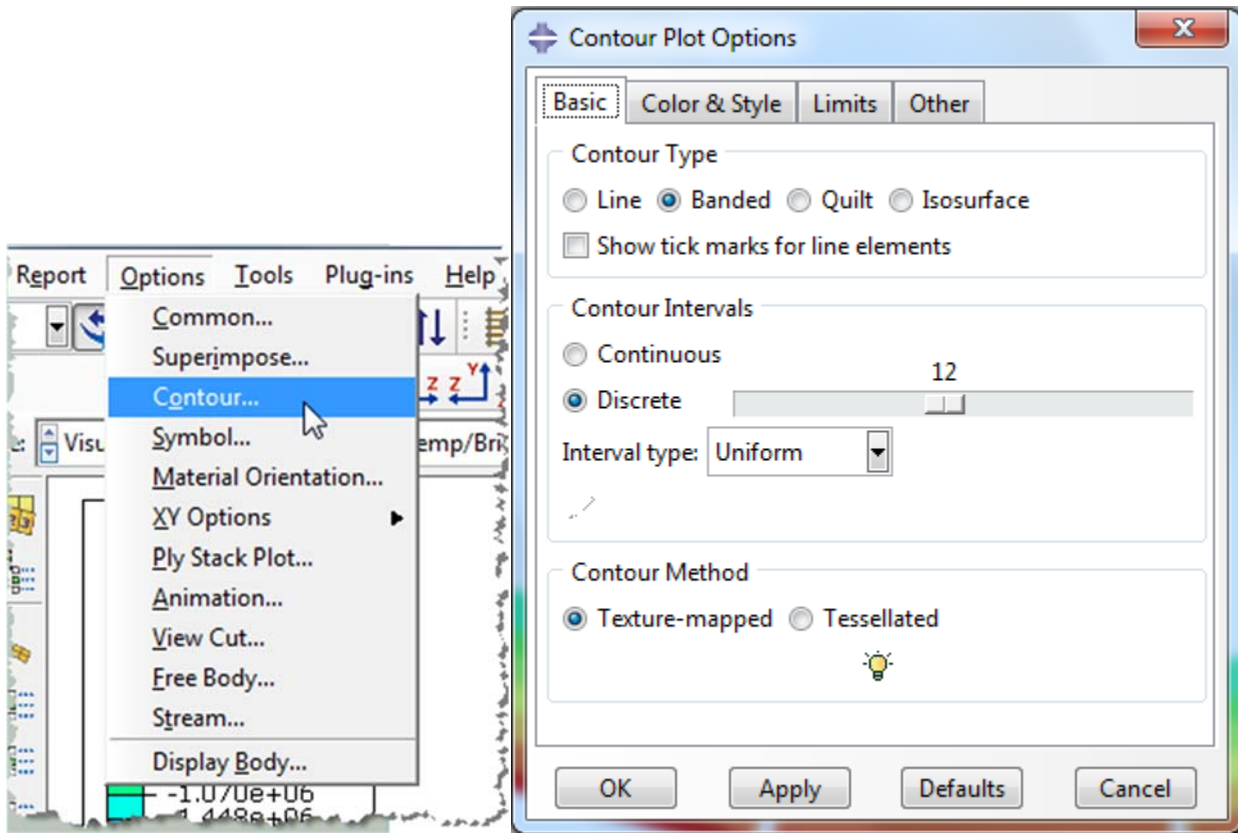 Report Options Tools Plug-ins Help
Common...
Superimpose...
Contour...
Symbol...
Material Orientation...
XY Options
Ply Stack Plot...
Animation...
View Cut...
Free Body...
Stream...
Display Body...
Z Z Y
Visu
emp/Bri
-1.070e+06
-1.448e+06
Contour Plot Options
Basic Color & Style Limits Other
Contour Type
Line Banded Quilt Isosurface
Show tick marks for line elements
Contour Intervals
Continuous
12
Discrete
Interval type: Uniform
Contour Method
Texture-mapped Tessellated
OK Apply Defaults Cancel